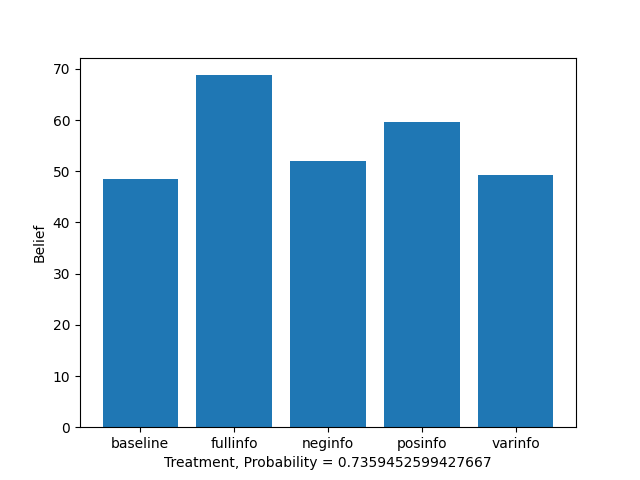 70
60
50
40
30
20
10
0
Belief
baseline fullinfo neginfo posinfo varinfo
Treatment, Probability = 0.7359452599427667